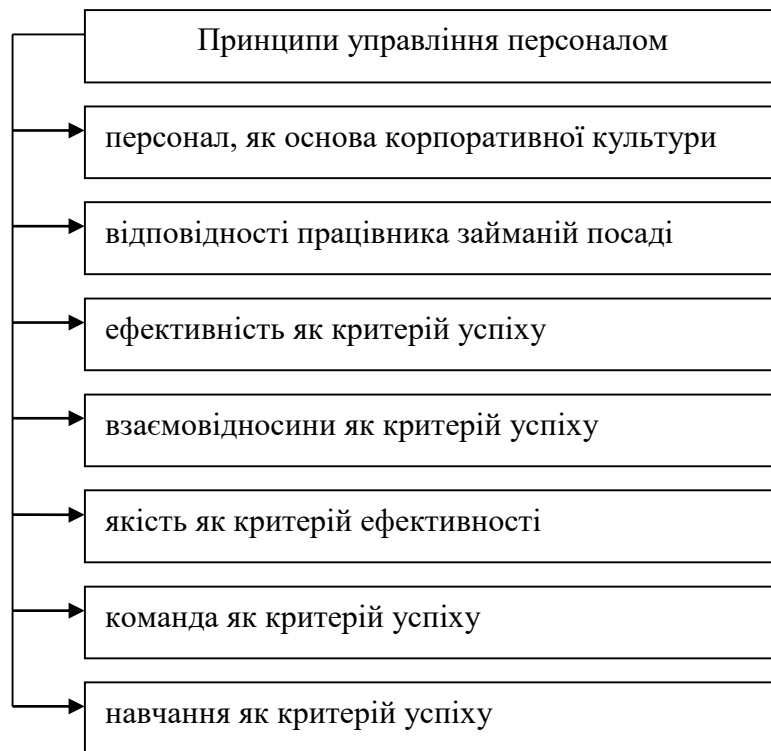 Принципи управління персоналом
персонал, як основа корпоративної культури
відповідності працівника займаній посаді
ефективність як критерій успіху
взаємовідносини як критерій успіху
якість як критерій ефективності
команда як критерій успіху
навчання як критерій успіху